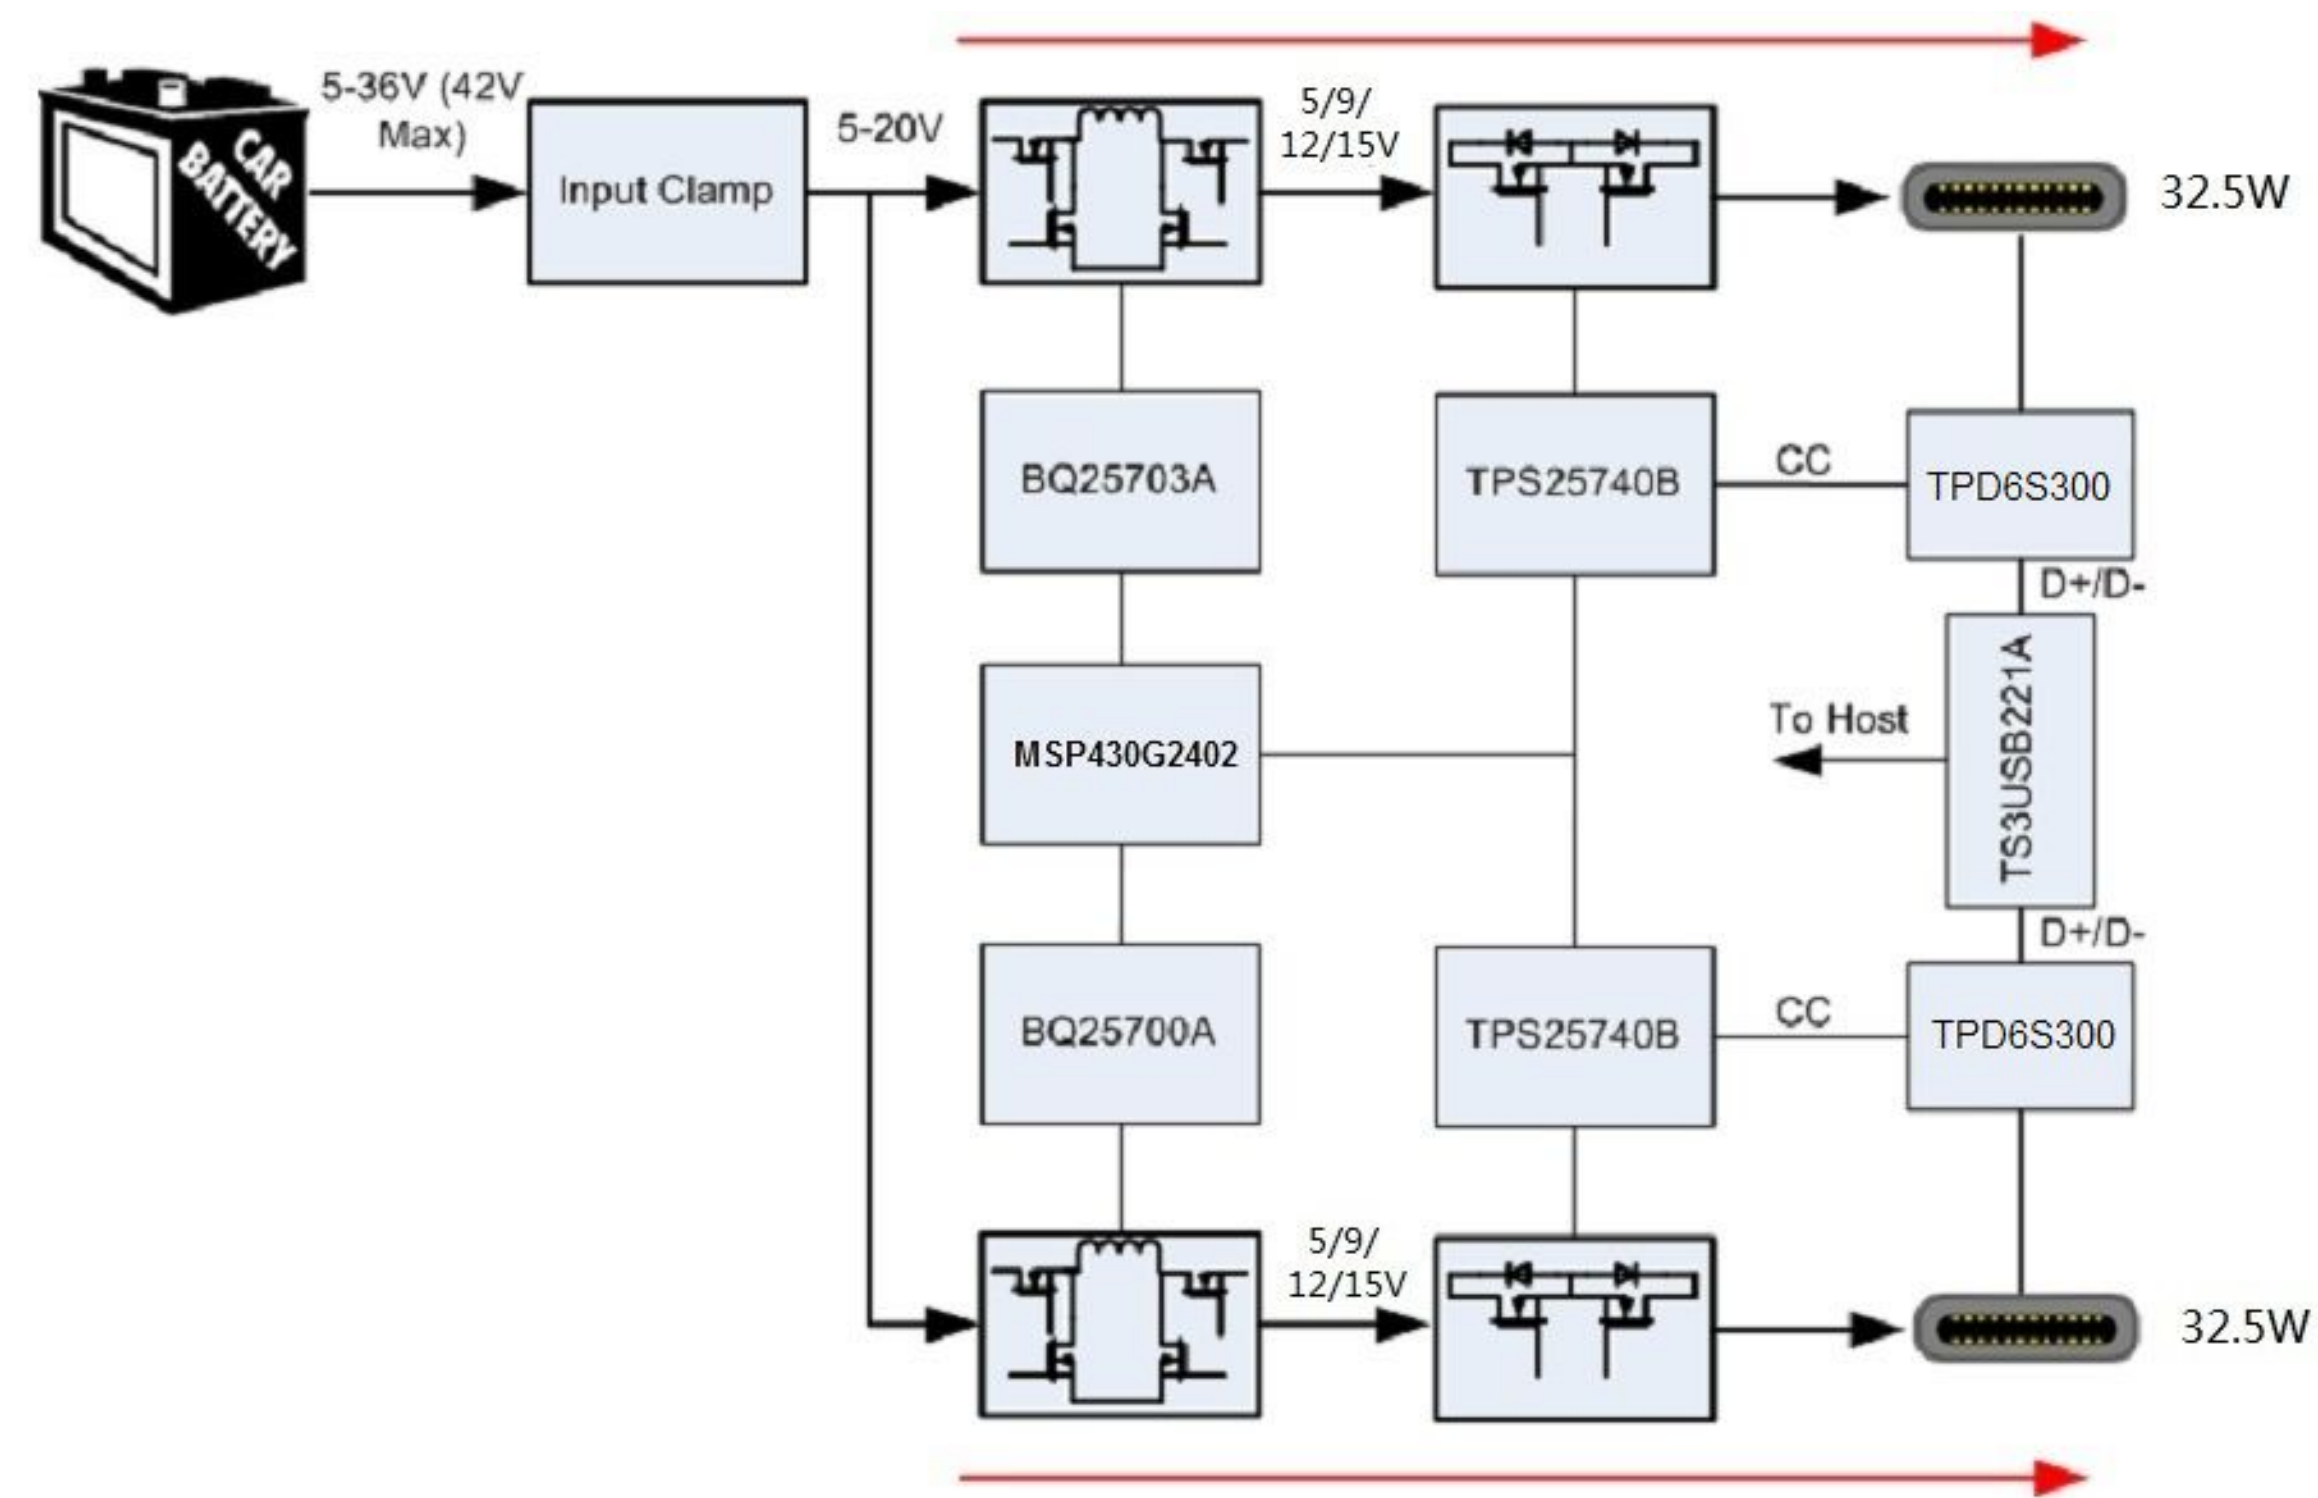 5-36V (42V
Max)
CAR
BATTERY
Input Clamp
5-20V
5/9/
12/15V
32.5W
BQ25703A
TPS25740B
CC
TPD6S300
D+/D-
MSP430G2402
To Host
TS3USB221A
D+/D-
BQ25700A
TPS25740B
CC
TPD6S300
5/9/
12/15V
32.5W